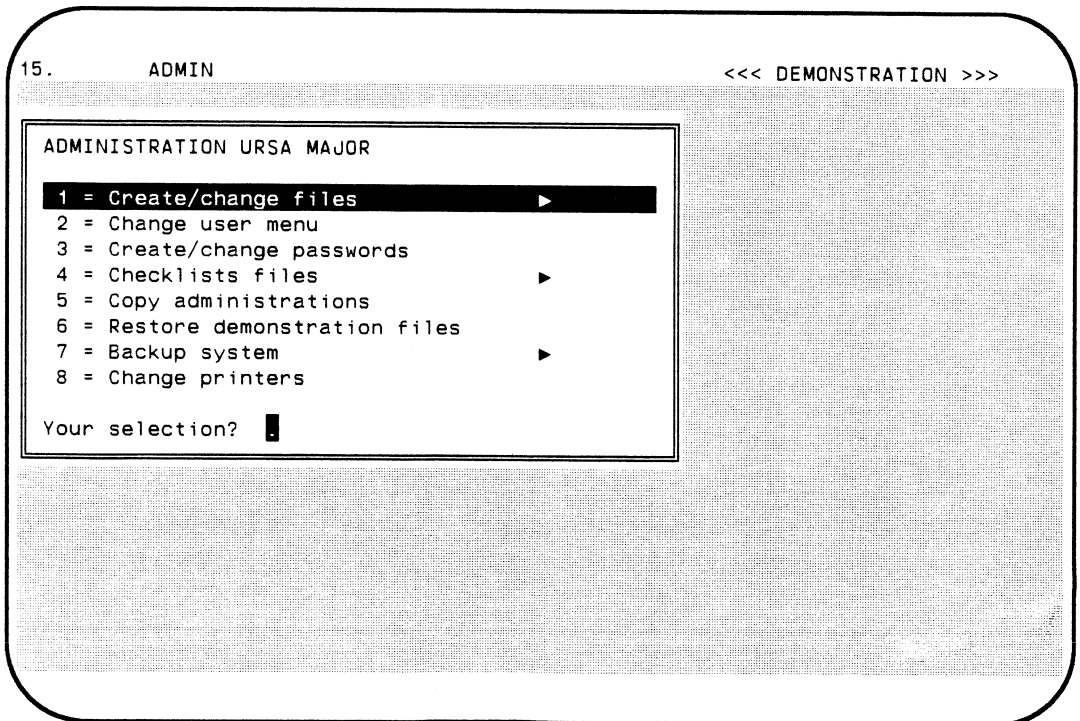 15. ADMIN <<< DEMONSTRATION >>>
ADMINISTRATION URSA MAJOR
1 = Create/change files ►
2 = Change user menu
3 = Create/change passwords
4 = Checklists files ►
5 = Copy administrations
6 = Restore demonstration files
7 = Backup system ►
8 = Change printers
Your selection? .